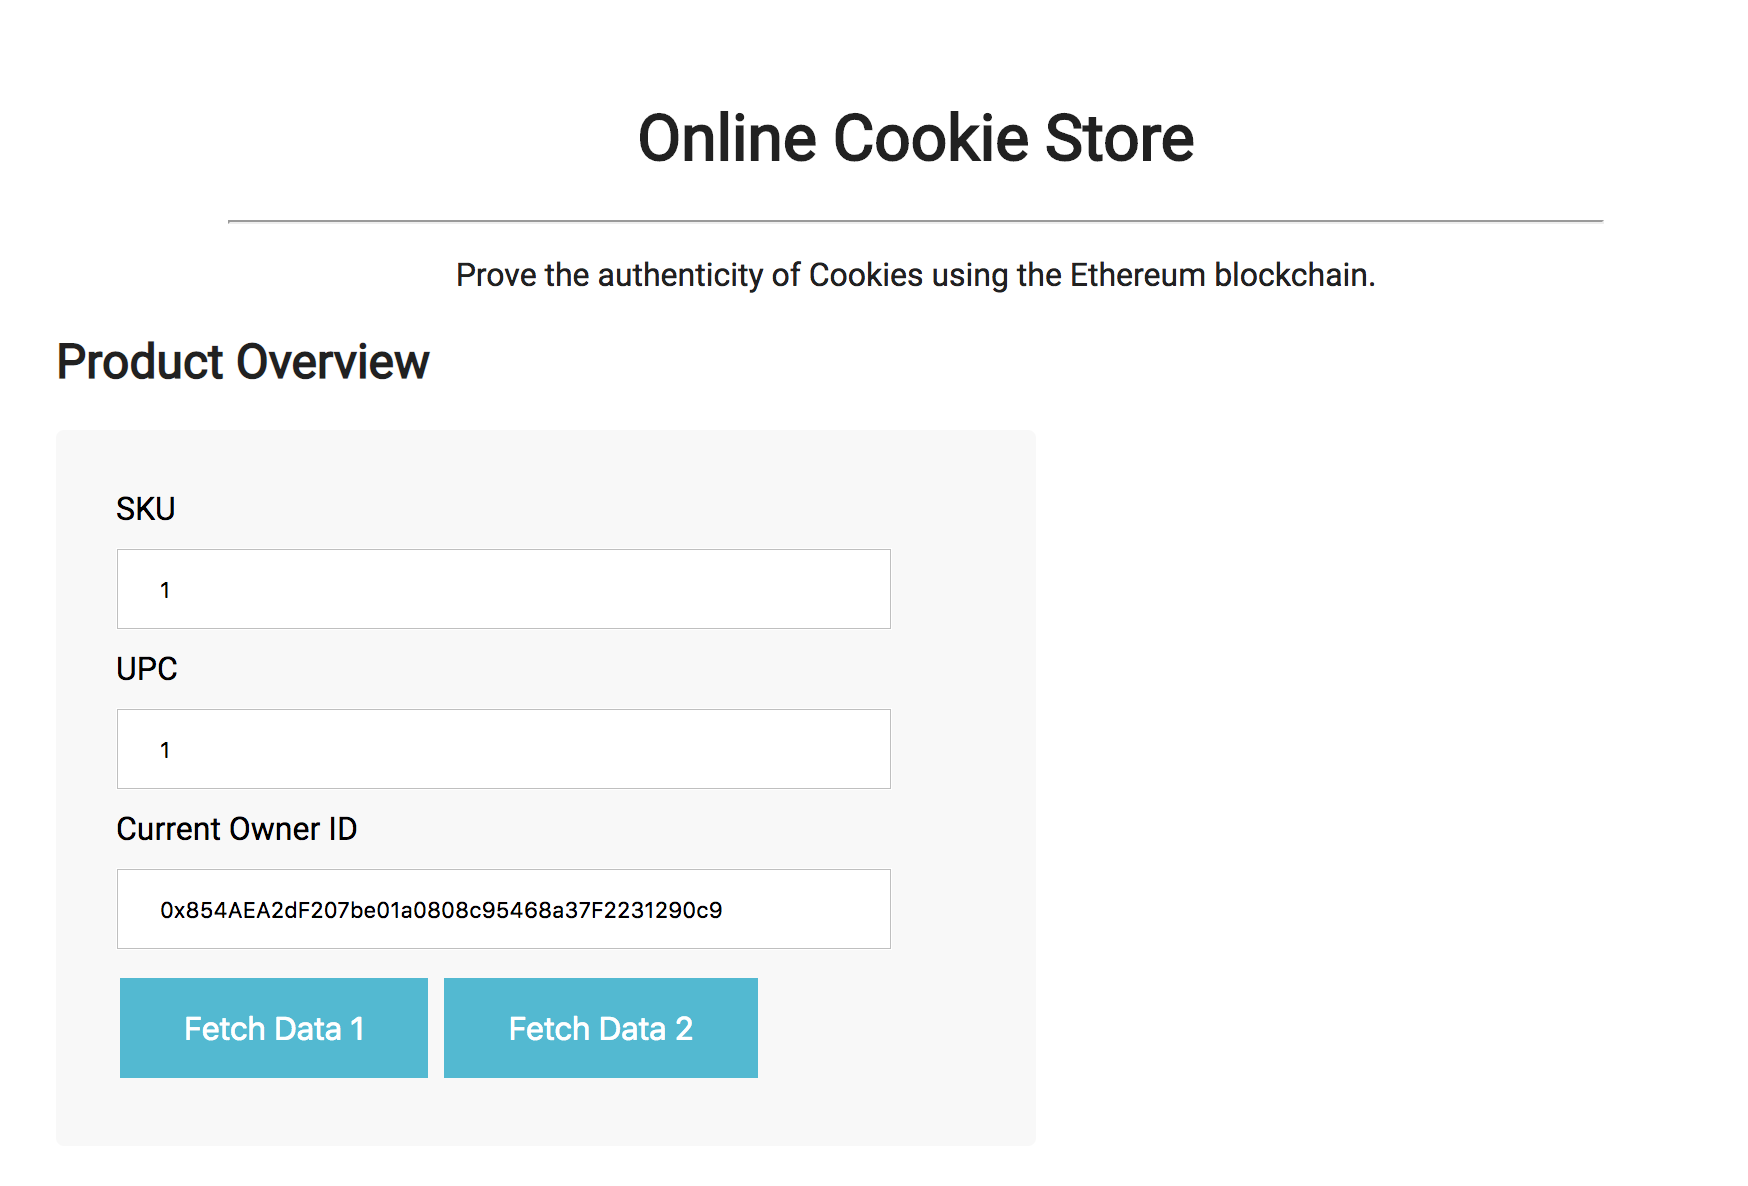 Online Cookie Store
Prove the authenticity of Cookies using the Ethereum blockchain.
Product Overview
SKU
1
UPC
1
Current Owner ID
0x854AEA2dF207be01a0808c95468a37F2231290c9
Fetch Data 1
Fetch Data 2